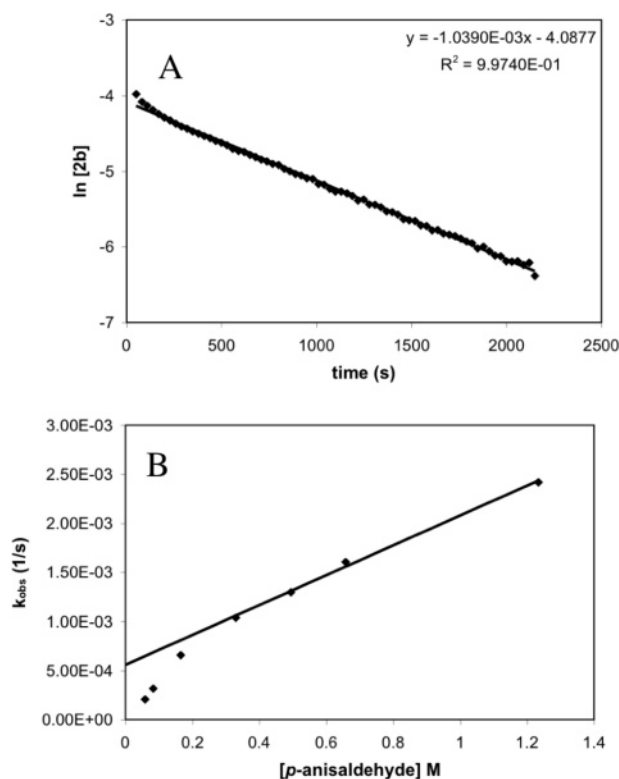 -3
A
y = -1.0390E-03x - 4.0877
R² = 9.9740E-01
-4
ln [2b]
-5
-6
-7
0 500 1000 1500 2000 2500
time (s)
3.00E-03
B
2.50E-03
2.00E-03
kobs (1/s)
1.50E-03
1.00E-03
5.00E-04
0.00E+00
0 0.2 0.4 0.6 0.8 1 1.2 1.4
[p-anisaldehyde] M